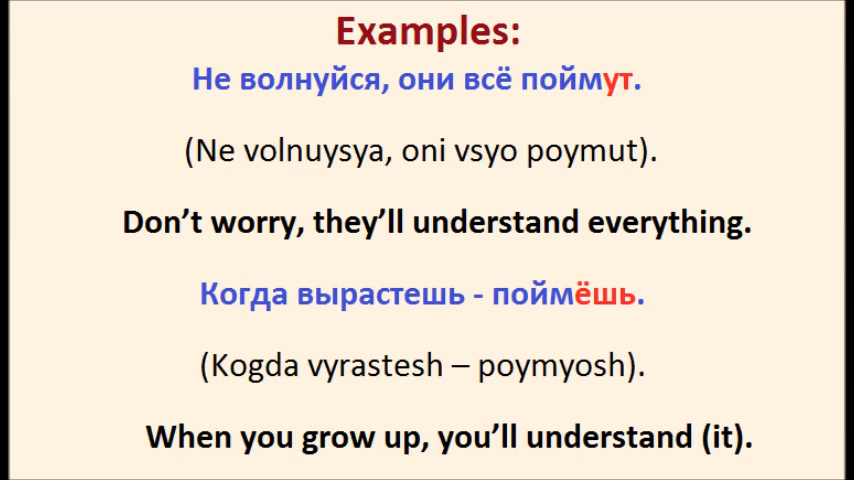 Examples:
Не волнуйся, они всё поймут.
(Ne volnuysya, oni vsyo poymut).
Don’t worry, they’ll understand everything.
Когда вырастешь - поймёшь.
(Kogda vyrastesh – poymyosh).
When you grow up, you’ll understand (it).